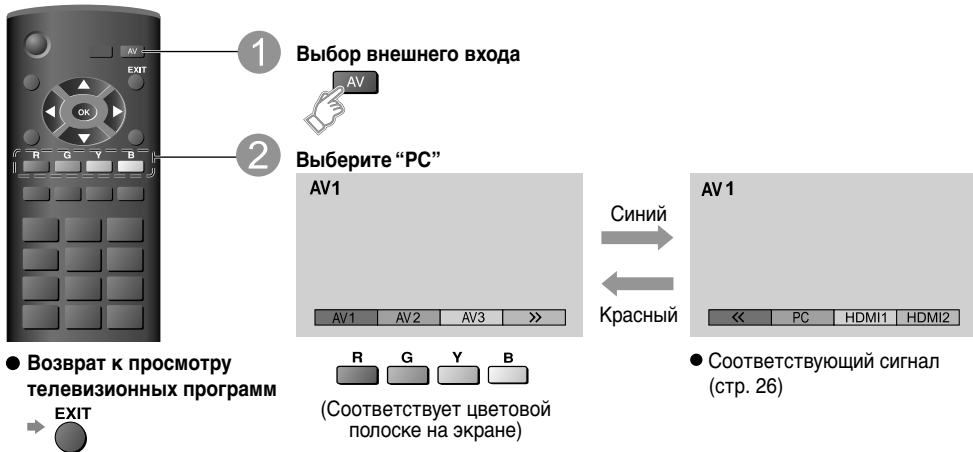 AV
EXIT
OK
R G Y B
1
Выбор внешнего входа
AV
2
Выберите “PC”
AV1
AV1 AV2 AV3 >>
Синий
Красный
AV 1
<< PC HDMI1 HDMI2
R G Y B
(Соответствует цветовой
полоске на экране)
● Соответствующий сигнал
(стр. 26)
● Возврат к просмотру
телевизионных программ
EXIT